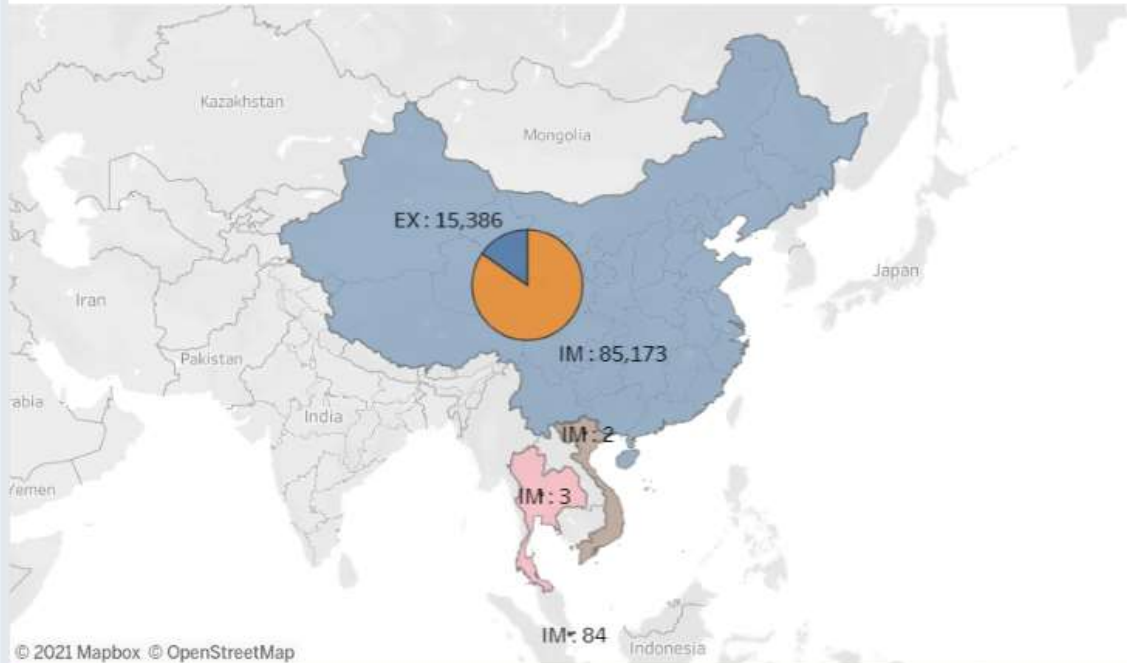 Kazakhstan
Mongolia
EX : 15,386
Japan
Iran
IM : 85,173
Pakistan
abia
India
IM : 2
Yemen
IM : 3
IM : 84
Indonesia
© 2021 Mapbox © OpenStreetMap